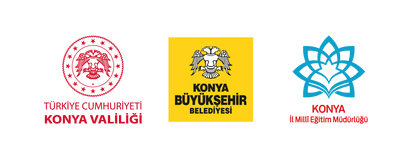 TÜRKİYE CUMHURİYETİ
KONYA VALİLİĞİ
KONYA
BÜYÜKŞEHİR
BELEDİYESİ
KONYA
İl Millî Eğitim Müdürlüğü